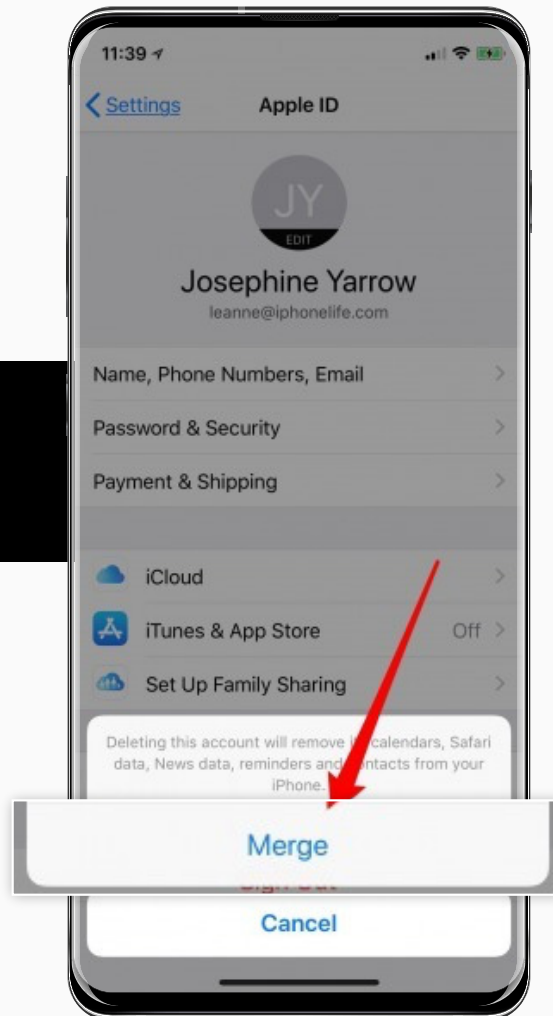 11:39
Settings
Apple ID
JY
EDIT
Josephine Yarrow
leanne@iphonelife.com
Name, Phone Numbers, Email
Password & Security
Payment & Shipping
iCloud
iTunes & App Store Off
Set Up Family Sharing
Deleting this account will remove calendars, Safari
data, News data, reminders and from your
iPhone.
Merge
Cancel